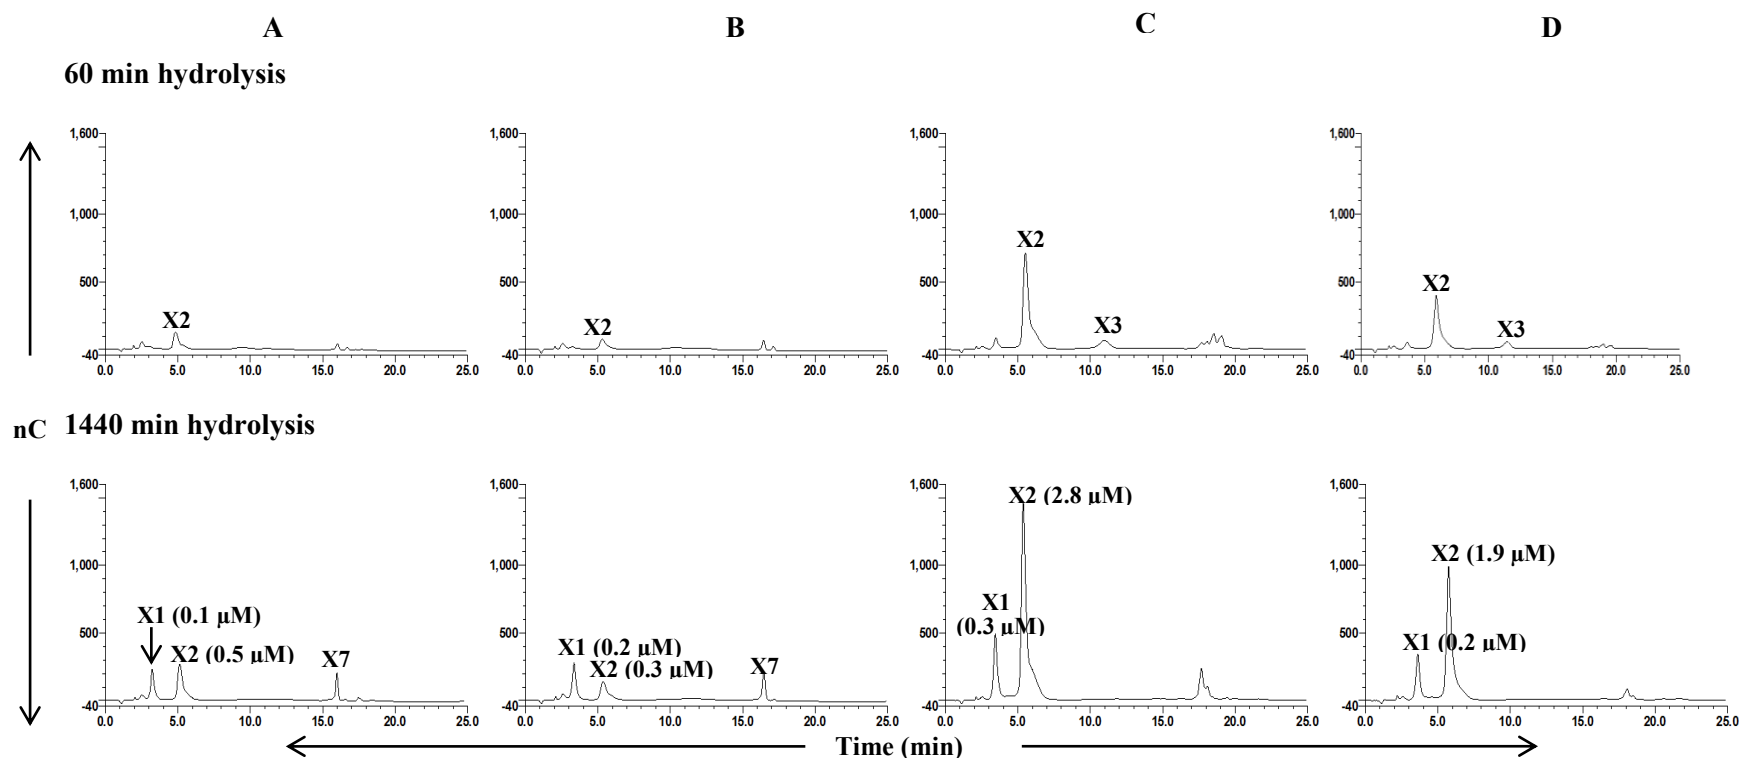 A B C D
60 min hydrolysis
1,600 1,600 1,600 1,600
1,000 1,000 1,000 1,000
X2 X2
500 500 500 500
X2 X2 X3 X3
-40 -40 -40 -40
0.0 5.0 10.0 15.0 20.0 25.0 0.0 5.0 10.0 15.0 20.0 25.0 0.0 5.0 10.0 15.0 20.0 25.0 0.0 5.0 10.0 15.0 20.0 25.0
nC 1440 min hydrolysis
1,600 1,600 1,600 1,600
X2 (2.8 µM)
1,000 1,000 1,000 1,000
X2 (1.9 µM)
X1 (0.1 µM) X1
(0.3 µM)
500 500 500 500
X1 (0.2 µM) X1 (0.2 µM)
X2 (0.5 µM) X7 X2 (0.3 µM) X7
-40 -40 -40 -40
0.0 5.0 10.0 15.0 20.0 25.0 0.0 5.0 10.0 15.0 20.0 25.0 0.0 5.0 10.0 15.0 20.0 25.0 0.0 5.0 10.0 15.0 20.0 25.0
Time (min)